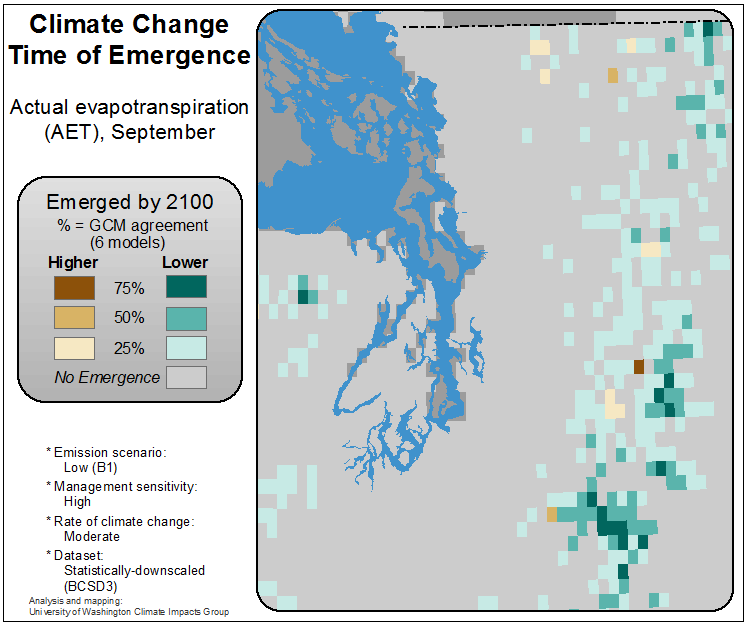 Climate Change
Time of Emergence
Actual evapotranspiration
(AET), September
Emerged by 2100
% = GCM agreement
(6 models)
Higher Lower
75%
50%
25%
No Emergence
* Emission scenario:
Low (B1)
* Management sensitivity:
High
* Rate of climate change:
Moderate
* Dataset:
Statistically-downscaled
(BCSD3)
Analysis and mapping:
University of Washington Climate Impacts Group